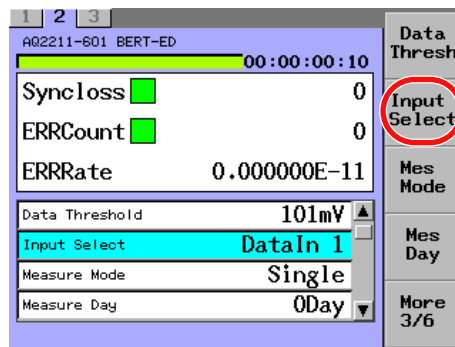 1 2 3
AQ2211-601 BERT-ED
00:00:00:10
Syncloss 0
ERRCount 0
ERRRate 0.000000E-11
Data Threshold 101mV
Input Select DataIn 1
Measure Mode Single
Measure Day 0Day
Data
Thresh
Input
Select
Mes
Mode
Mes
Day
More
3/6